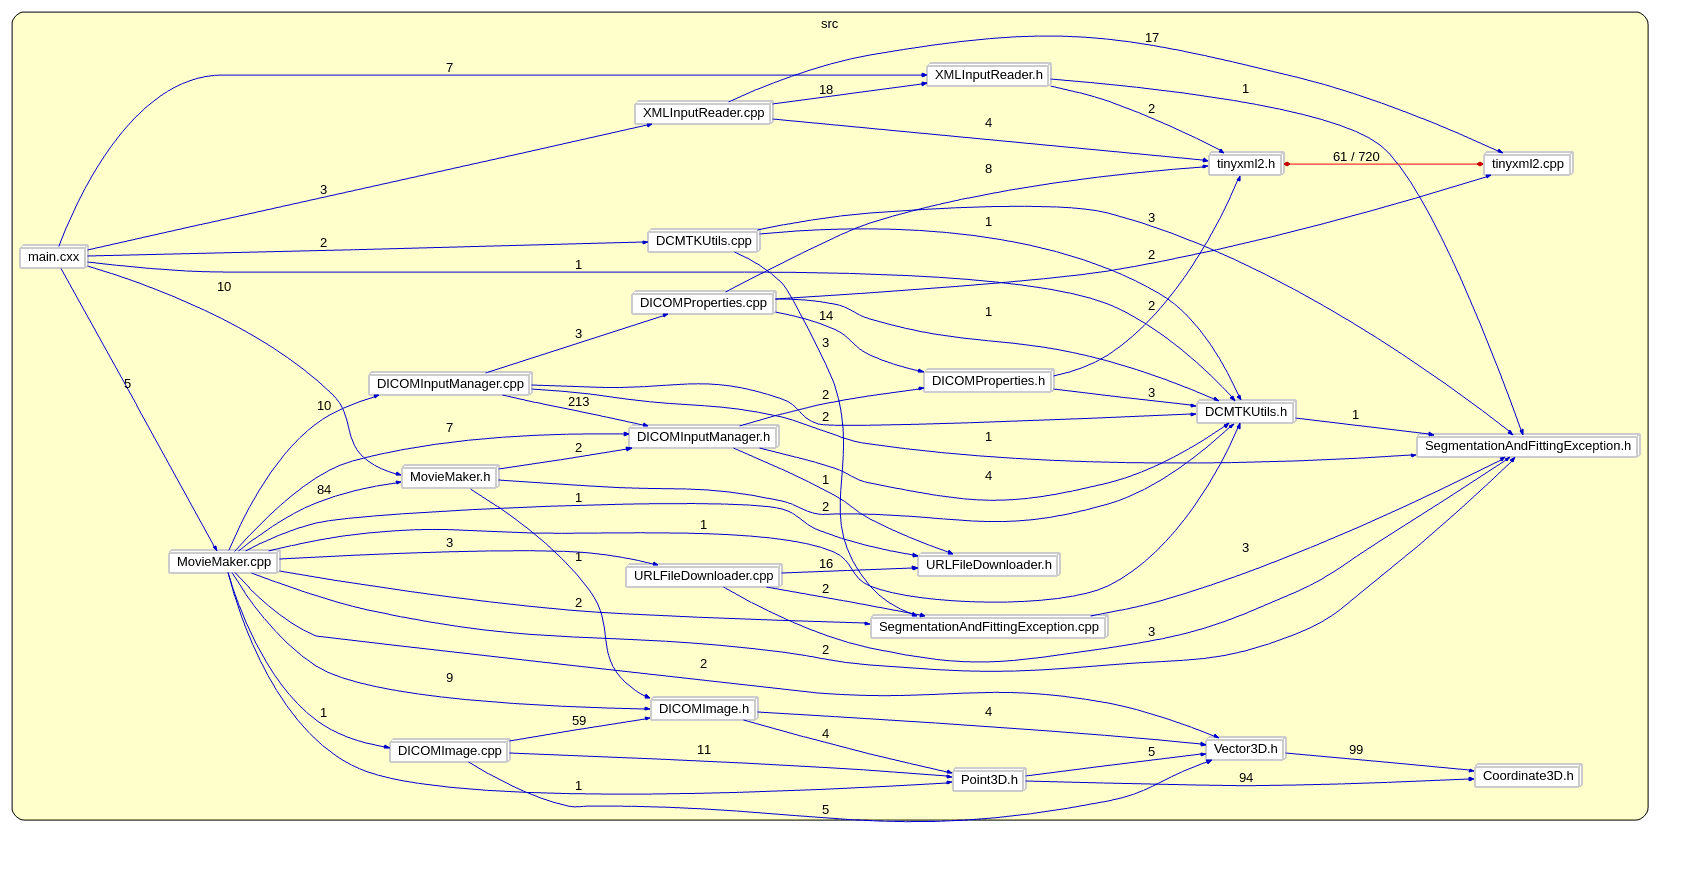 src
17
7
XMLInputReader.h
18
1
XMLInputReader.cpp
2
4
61 / 720
tinyxml2.h
tinyxml2.cpp
8
3
3
1
2
DCMTKUtils.cpp
2
main.cxx
1
10
DICOMProperties.cpp
2
14
1
3
3
DICOMInputManager.cpp
5
DICOMProperties.h
2
3
213
10
DCMTKUtils.h
1
2
7
DICOMInputManager.h
1
SegmentationAndFittingException.h
2
MovieMaker.h
4
1
84
1
2
1
3
3
1
MovieMaker.cpp
16
URLFileDownloader.h
URLFileDownloader.cpp
2
2
SegmentationAndFittingException.cpp
3
2
2
9
DICOMImage.h
4
1
59
4
DICOMImage.cpp
11
5
Vector3D.h
99
Coordinate3D.h
Point3D.h
94
1
5